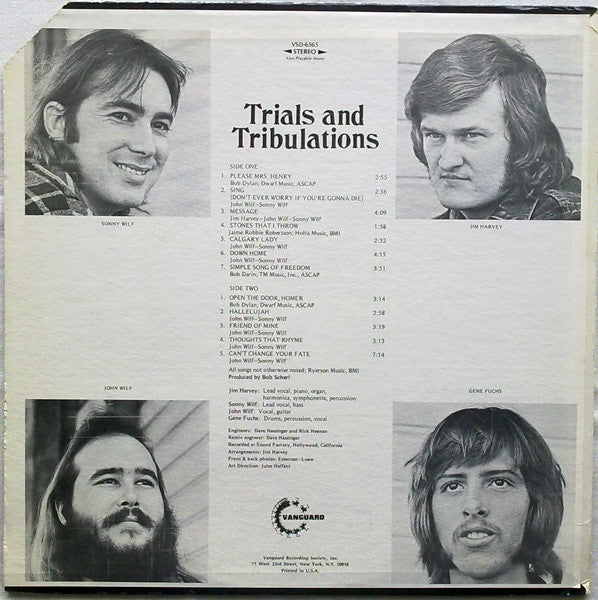 VSD-6565
STEREO
Also Playable Mono
Trials and
Tribulations
SONNY WILF
JIM HARVEY
SIDE ONE
1. PLEASE MRS. HENRY 2:55
Bob Dylan; Dwarf Music, ASCAP
2. SING 2:56
(DON'T EVER WORRY IF YOU'RE GONNA DIE)
John Wilf—Sonny Wilf
3. MESSAGE 4:09
Jim Harvey—John Wilf—Sonny Wilf
4. STONES THAT I THROW 1:58
Jaime Robbie Robertson; Hollis Music, BMI
5. CALGARY LADY 2:32
John Wilf—Sonny Wilf
6. DOWN HOME 4:15
John Wilf—Sonny Wilf
7. SIMPLE SONG OF FREEDOM 3:51
Bob Darin; TM Music, Inc., ASCAP
SIDE TWO
1. OPEN THE DOOR, HOMER 3:14
Bob Dylan; Dwarf Music, ASCAP
2. HALLELUJAH 2:58
John Wilf—Sonny Wilf
3. FRIEND OF MINE 3:19
John Wilf—Sonny Wilf
4. THOUGHTS THAT RHYME 3:13
John Wilf—Sonny Wilf
5. CAN'T CHANGE YOUR FATE 7:14
John Wilf—Sonny Wilf
All songs not otherwise noted; Ryerson Music, BMI
Produced by Bob Scherl
JOHN WILF
GENE FUCHS
Jim Harvey: Lead vocal, piano, organ,
harmonica, symphonette, percussion
Sonny Wilf: Lead vocal, bass
John Wilf: Vocal, guitar
Gene Fuchs: Drums, percussion, vocal
Engineers: Dave Hassinger and Rick Heenan
Remix engineer: Dave Hassinger
Recorded at Sound Factory, Hollywood, California
Arrangements: Jim Harvey
Front & back photos: Emerson-Loew
Art Direction: Jules Halfant
VANGUARD
Vanguard Recording Society, Inc.
71 West 23rd Street, New York, N.Y. 10010
Printed in U.S.A.